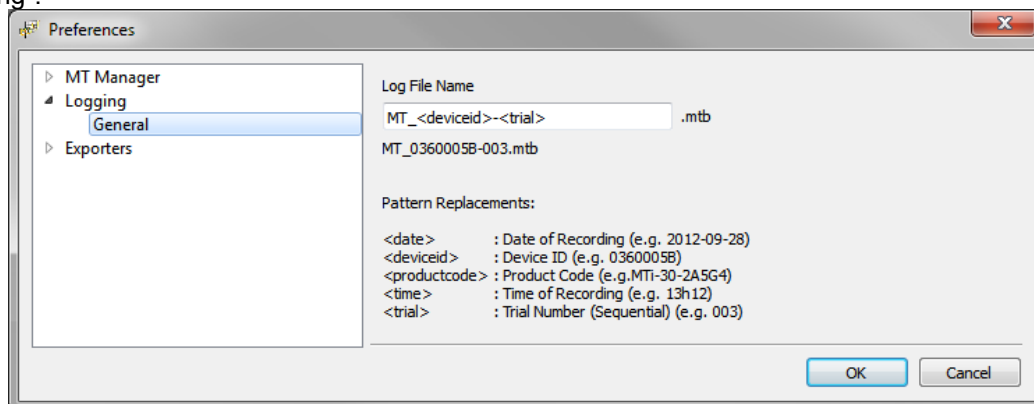 Preferences
MT Manager
Logging
General
Exporters
Log File Name
MT_<deviceid>-<trial> .mtb
MT_0360005B-003.mtb
Pattern Replacements:
<date> : Date of Recording (e.g. 2012-09-28)
<deviceid> : Device ID (e.g. 0360005B)
<productcode> : Product Code (e.g.MTi-30-2A5G4)
<time> : Time of Recording (e.g. 13h12)
<trial> : Trial Number (Sequential) (e.g. 003)
OK Cancel